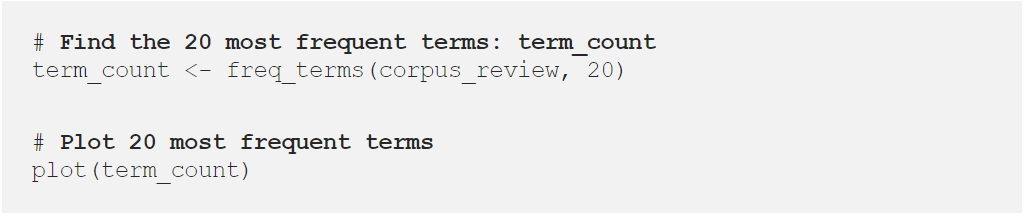 # Find the 20 most frequent terms: term_count
term_count <- freq_terms(corpus_review, 20)
# Plot 20 most frequent terms
plot(term_count)